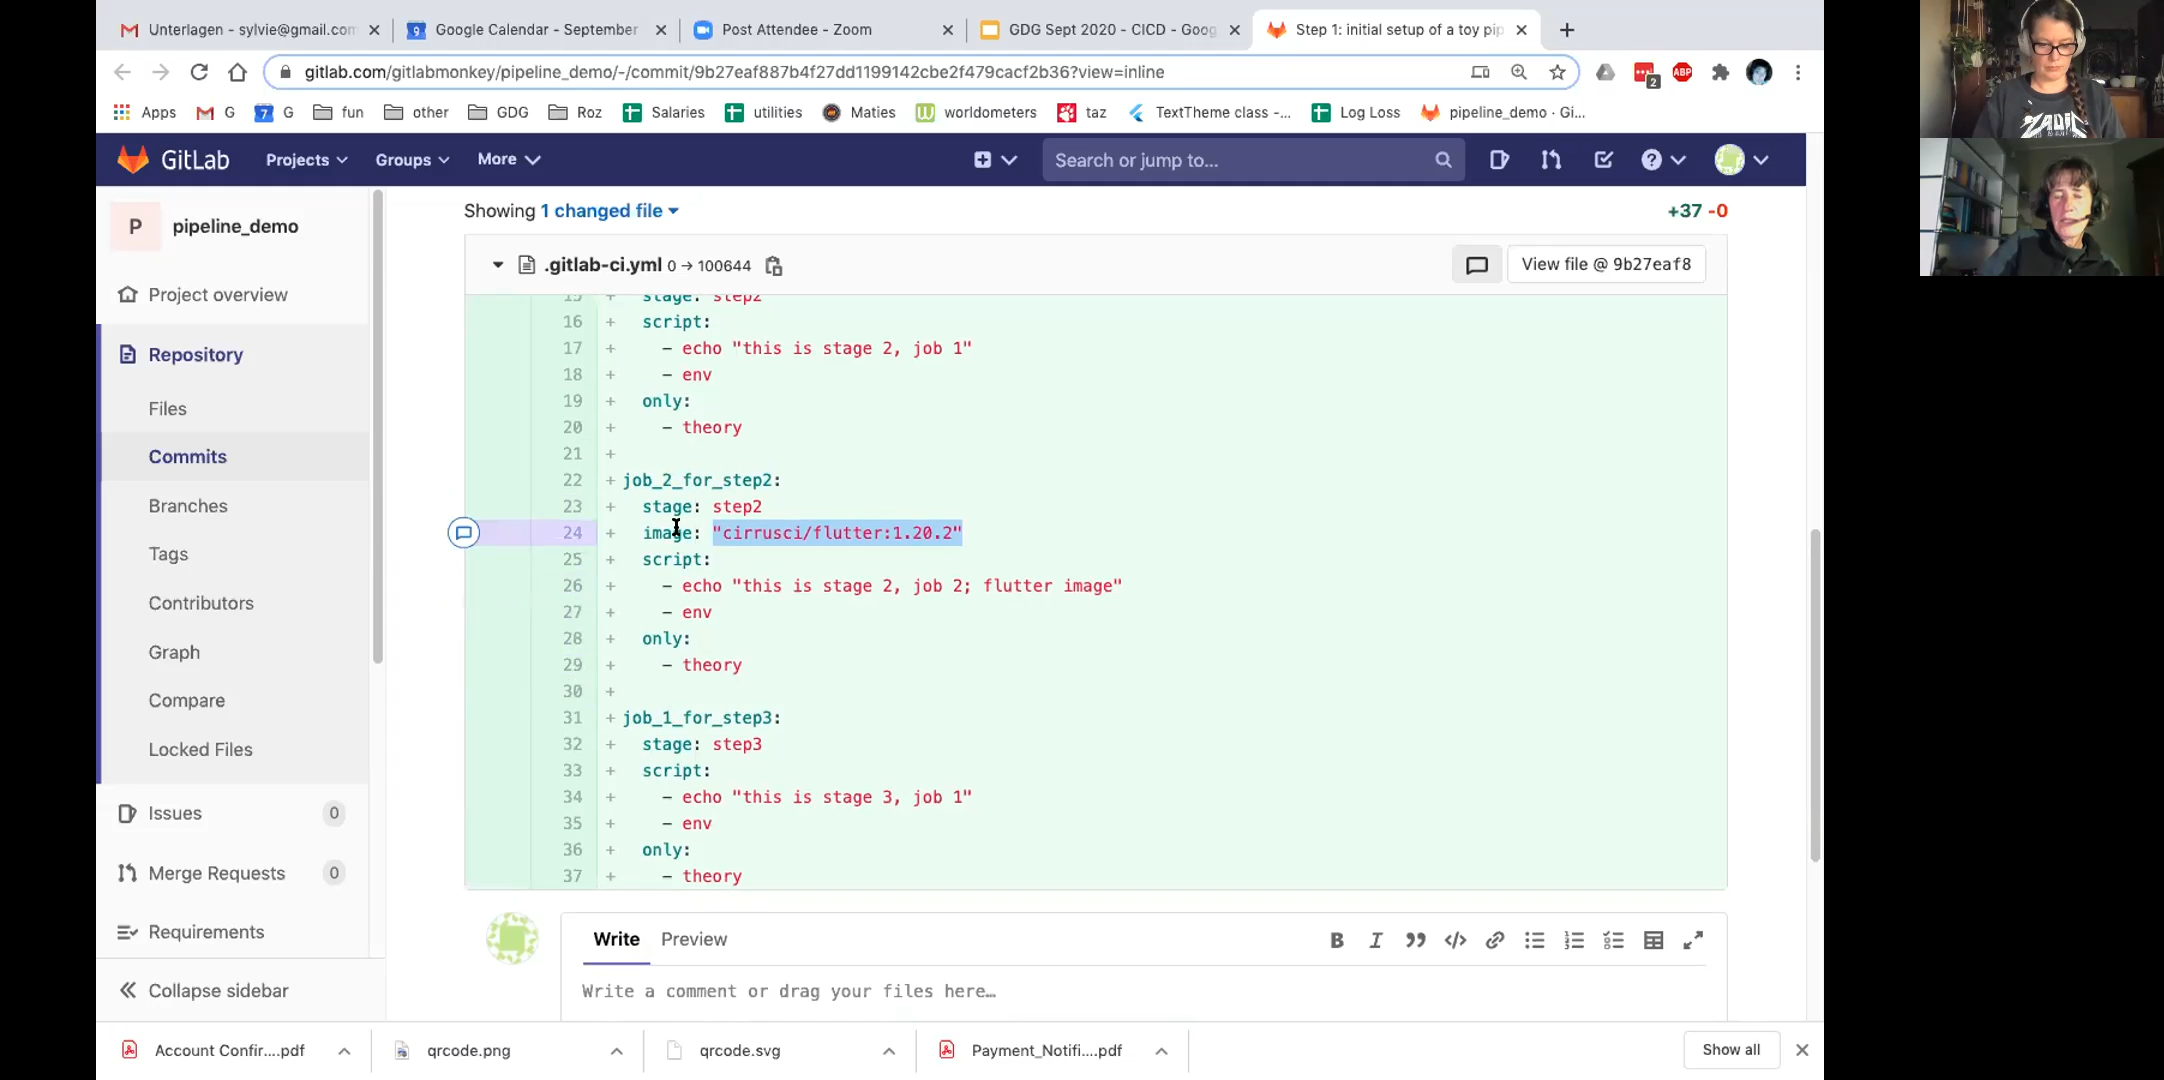 Unterlagen - sylvie@gmail.com
Google Calendar - September
Post Attendee - Zoom
GDG Sept 2020 - CICD - Goog
Step 1: initial setup of a toy pip
gitlab.com/gitlabmonkey/pipeline_demo/-/commit/9b27eaf887b4f27dd1199142cbe2f479cacf2b36?view=inline
2
ABP
Apps
G
7
G
fun
other
GDG
Roz
Salaries
utilities
Maties
worldometers
taz
TextTheme class -...
Log Loss
pipeline_demo · Gi...
GitLab
Projects
Groups
More
Search or jump to...
P
pipeline_demo
Project overview
Repository
Files
Commits
Branches
Tags
Contributors
Graph
Compare
Locked Files
Issues 0
Merge Requests 0
Requirements
Collapse sidebar
Showing 1 changed file
+37 -0
.gitlab-ci.yml 0 → 100644
View file @ 9b27eaf8
15 + stage: step2
16 + script:
17 + - echo "this is stage 2, job 1"
18 + - env
19 + only:
20 + - theory
21 +
22 + job_2_for_step2:
23 + stage: step2
24 + image: "cirrusci/flutter:1.20.2"
25 + script:
26 + - echo "this is stage 2, job 2; flutter image"
27 + - env
28 + only:
29 + - theory
30 +
31 + job_1_for_step3:
32 + stage: step3
33 + script:
34 + - echo "this is stage 3, job 1"
35 + - env
36 + only:
37 + - theory
Write
Preview
Write a comment or drag your files here…
Account Confir....pdf
qrcode.png
qrcode.svg
Payment_Notifi....pdf
Show all